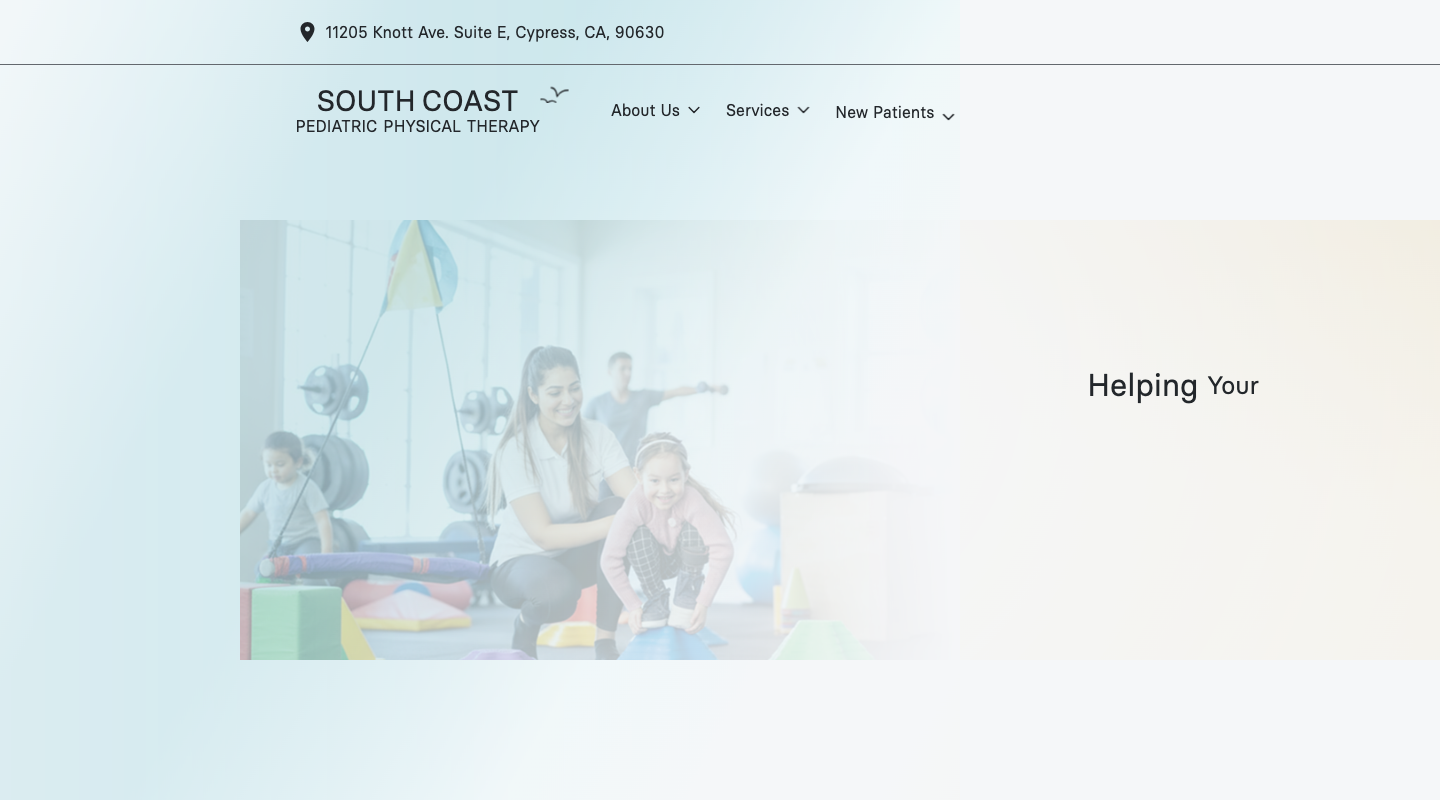 11205 Knott Ave. Suite E, Cypress, CA, 90630
SOUTH COAST
PEDIATRIC PHYSICAL THERAPY
About Us
Services
New Patients
Helping Your